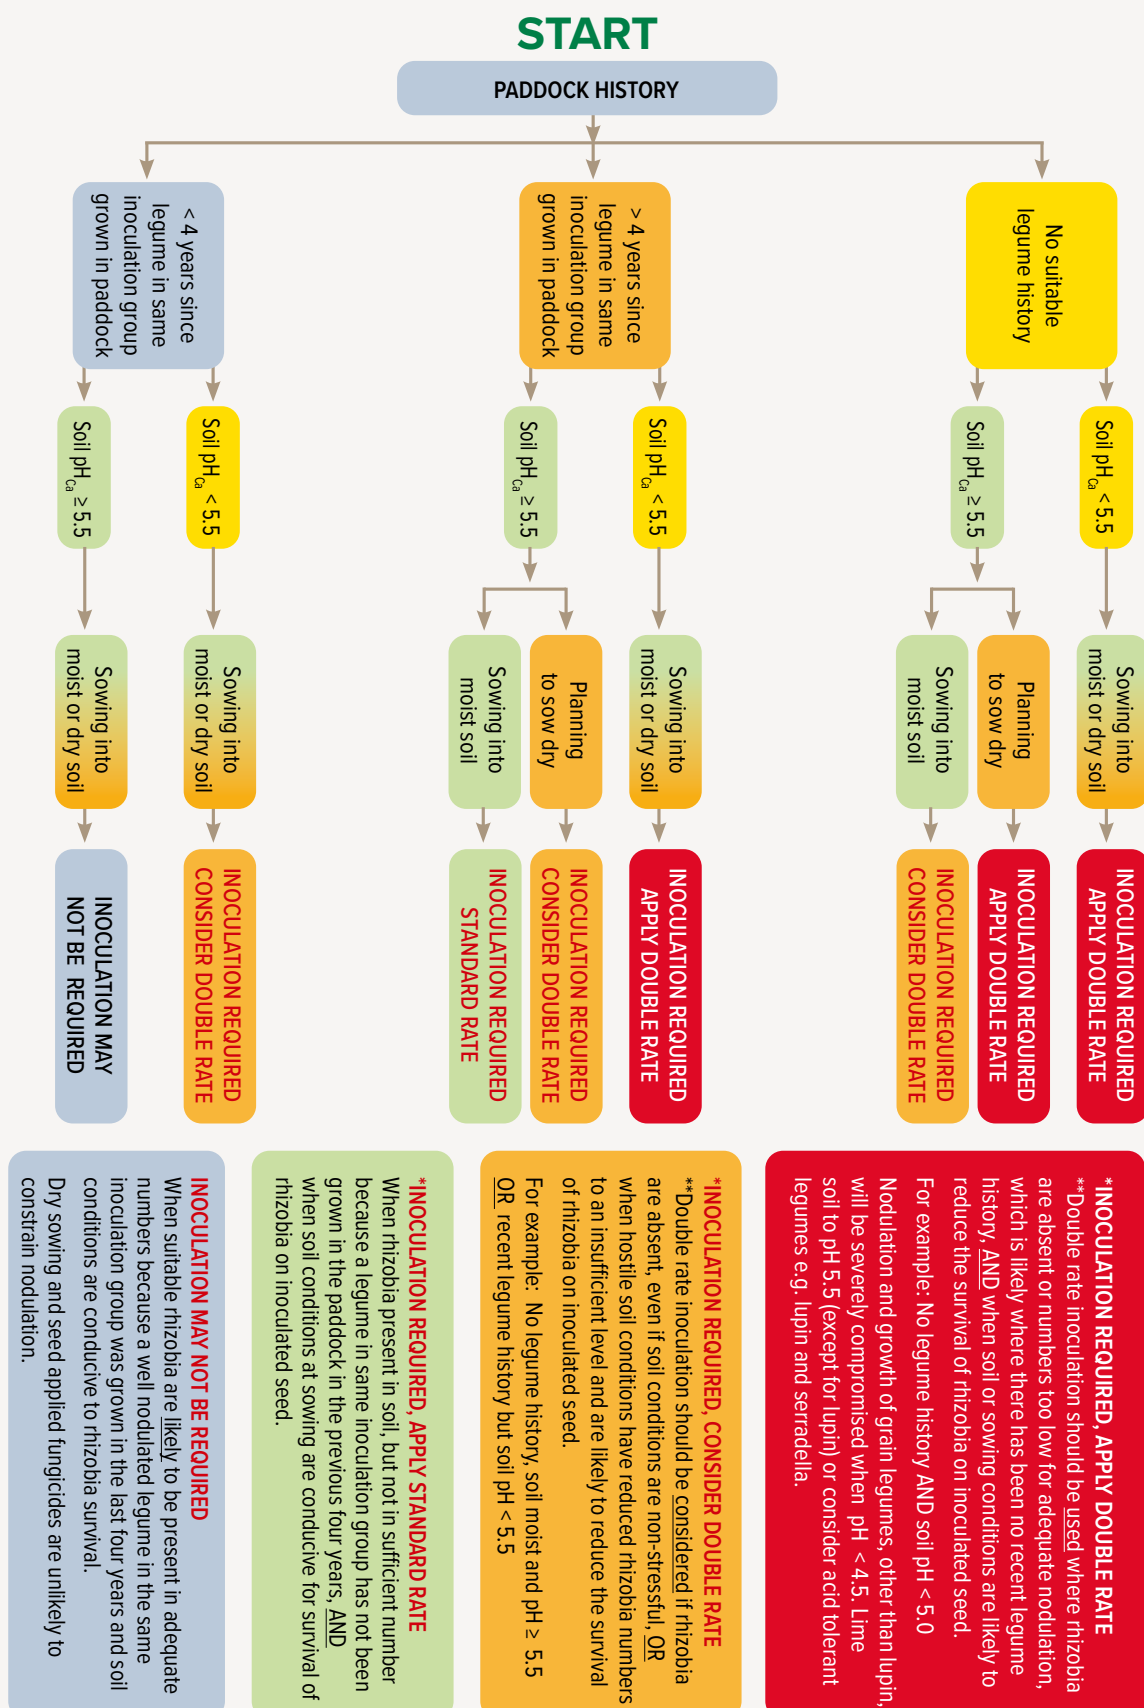 START
PADDOCK HISTORY
No suitable
legume history
Soil pHCa < 5.5
Sowing into
moist or dry soil
INOCULATION REQUIRED
APPLY DOUBLE RATE
Soil pHCa ≥ 5.5
Planning
to sow dry
INOCULATION REQUIRED
APPLY DOUBLE RATE
Sowing into
moist soil
INOCULATION REQUIRED
CONSIDER DOUBLE RATE
> 4 years since
legume in same
inoculation group
grown in paddock
Soil pHCa < 5.5
Sowing into
moist or dry soil
INOCULATION REQUIRED
APPLY DOUBLE RATE
Soil pHCa ≥ 5.5
Planning
to sow dry
INOCULATION REQUIRED
CONSIDER DOUBLE RATE
Sowing into
moist soil
INOCULATION REQUIRED
STANDARD RATE
< 4 years since
legume in same
inoculation group
grown in paddock
Soil pHCa < 5.5
Sowing into
moist or dry soil
INOCULATION REQUIRED
CONSIDER DOUBLE RATE
Soil pHCa ≥ 5.5
Sowing into
moist or dry soil
INOCULATION MAY
NOT BE REQUIRED
*INOCULATION REQUIRED, APPLY DOUBLE RATE
**Double rate inoculation should be used where rhizobia
are absent or numbers too low for adequate nodulation,
which is likely where there has been no recent legume
history, AND when soil or sowing conditions are likely to
reduce the survival of rhizobia on inoculated seed.
For example: No legume history AND soil pH < 5.0
Nodulation and growth of grain legumes, other than lupin,
will be severely compromised when pH < 4.5. Lime
soil to pH 5.5 (except for lupin) or consider acid tolerant
legumes e.g. lupin and serradella.
*INOCULATION REQUIRED, CONSIDER DOUBLE RATE
**Double rate inoculation should be considered if rhizobia
are absent, even if soil conditions are non-stressful, OR
when hostile soil conditions have reduced rhizobia numbers
to an insufficient level and are likely to reduce the survival
of rhizobia on inoculated seed.
For example: No legume history, soil moist and pH ≥ 5.5
OR recent legume history but soil pH < 5.5
*INOCULATION REQUIRED, APPLY STANDARD RATE
When rhizobia present in soil, but not in sufficient number
because a legume in same inoculation group has not been
grown in the paddock in the previous four years, AND
when soil conditions at sowing are conducive for survival of
rhizobia on inoculated seed.
INOCULATION MAY NOT BE REQUIRED
When suitable rhizobia are likely to be present in adequate
numbers because a well nodulated legume in the same
inoculation group was grown in the last four years and soil
conditions are conducive to rhizobia survival.
Dry sowing and seed applied fungicides are unlikely to
constrain nodulation.